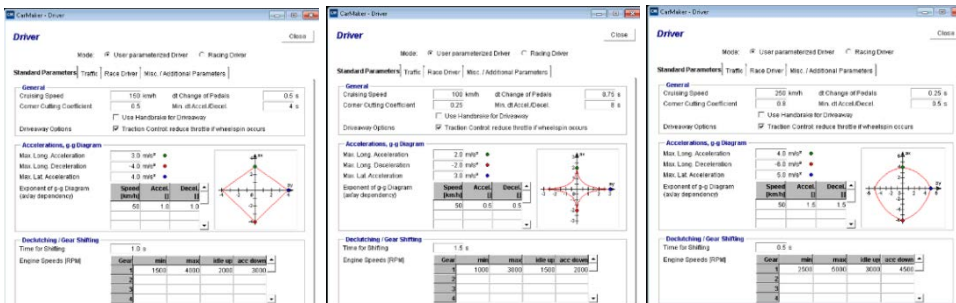 CarMaker - Driver
Driver
Close
Mode: User parameterized Driver Racing Driver
Standard Parameters Traffic Race Driver Misc. / Additional Parameters
General
Cruising Speed 150 km/h dt Change of Pedals 0.5 s
Corner Cutting Coefficient 0.5 Min. dt Accel./Decel. 4 s
Use Handbrake for Driveaway
Driveaway Options Traction Control: reduce throttle if wheelspin occurs
Accelerations, g-g Diagram
Max. Long. Acceleration 3.0 m/s²
Max. Long. Deceleration -4.0 m/s²
Max. Lat. Acceleration 4.0 m/s²
Exponent of g-g Diagram Speed Accel. Decel.
(ax/ay dependency) [km/h] [] []
50 1.0 1.0
Declutching / Gear Shifting
Time for Shifting 1.0 s
Engine Speeds [RPM] Gear min max idle up acc down
1 1500 4000 2000 3000
2
3
4
CarMaker - Driver
Driver
Close
Mode: User parameterized Driver Racing Driver
Standard Parameters Traffic Race Driver Misc. / Additional Parameters
General
Cruising Speed 100 km/h dt Change of Pedals 0.75 s
Corner Cutting Coefficient 0.25 Min. dt Accel./Decel. 8 s
Use Handbrake for Driveaway
Driveaway Options Traction Control: reduce throttle if wheelspin occurs
Accelerations, g-g Diagram
Max. Long. Acceleration 2.0 m/s²
Max. Long. Deceleration -2.0 m/s²
Max. Lat. Acceleration 3.0 m/s²
Exponent of g-g Diagram Speed Accel. Decel.
(ax/ay dependency) [km/h] [] []
50 0.5 0.5
Declutching / Gear Shifting
Time for Shifting 1.5 s
Engine Speeds [RPM] Gear min max idle up acc down
1 1000 3000 1500 2000
2
3
4
CarMaker - Driver
Driver
Close
Mode: User parameterized Driver Racing Driver
Standard Parameters Traffic Race Driver Misc. / Additional Parameters
General
Cruising Speed 250 km/h dt Change of Pedals 0.25 s
Corner Cutting Coefficient 0.8 Min. dt Accel./Decel. 0.5 s
Use Handbrake for Driveaway
Driveaway Options Traction Control: reduce throttle if wheelspin occurs
Accelerations, g-g Diagram
Max. Long. Acceleration 4.0 m/s²
Max. Long. Deceleration -6.0 m/s²
Max. Lat. Acceleration 5.0 m/s²
Exponent of g-g Diagram Speed Accel. Decel.
(ax/ay dependency) [km/h] [] []
50 1.5 1.5
Declutching / Gear Shifting
Time for Shifting 0.5 s
Engine Speeds [RPM] Gear min max idle up acc down
1 2500 5000 3000 4500
2
3
4